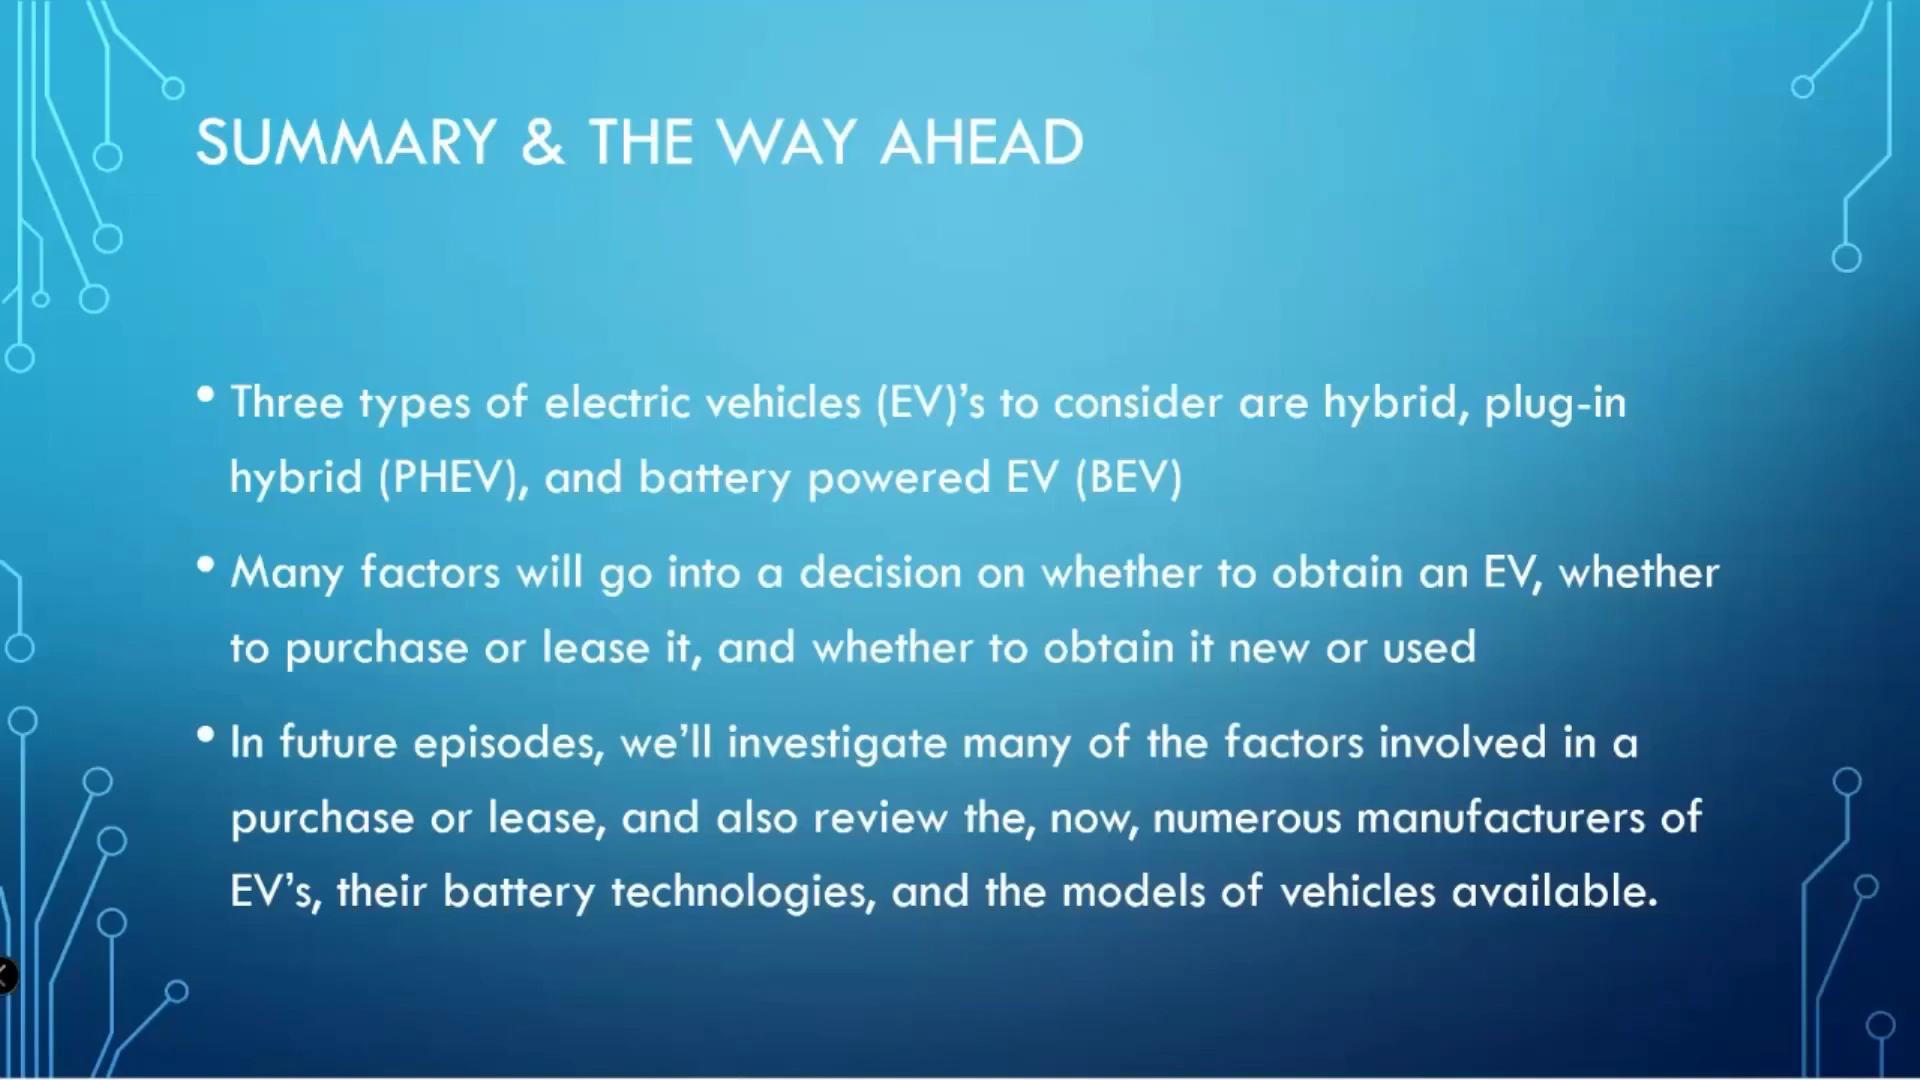 SUMMARY & THE WAY AHEAD
• Three types of electric vehicles (EV)’s to consider are hybrid, plug-in
hybrid (PHEV), and battery powered EV (BEV)
• Many factors will go into a decision on whether to obtain an EV, whether
to purchase or lease it, and whether to obtain it new or used
• In future episodes, we’ll investigate many of the factors involved in a
purchase or lease, and also review the, now, numerous manufacturers of
EV’s, their battery technologies, and the models of vehicles available.